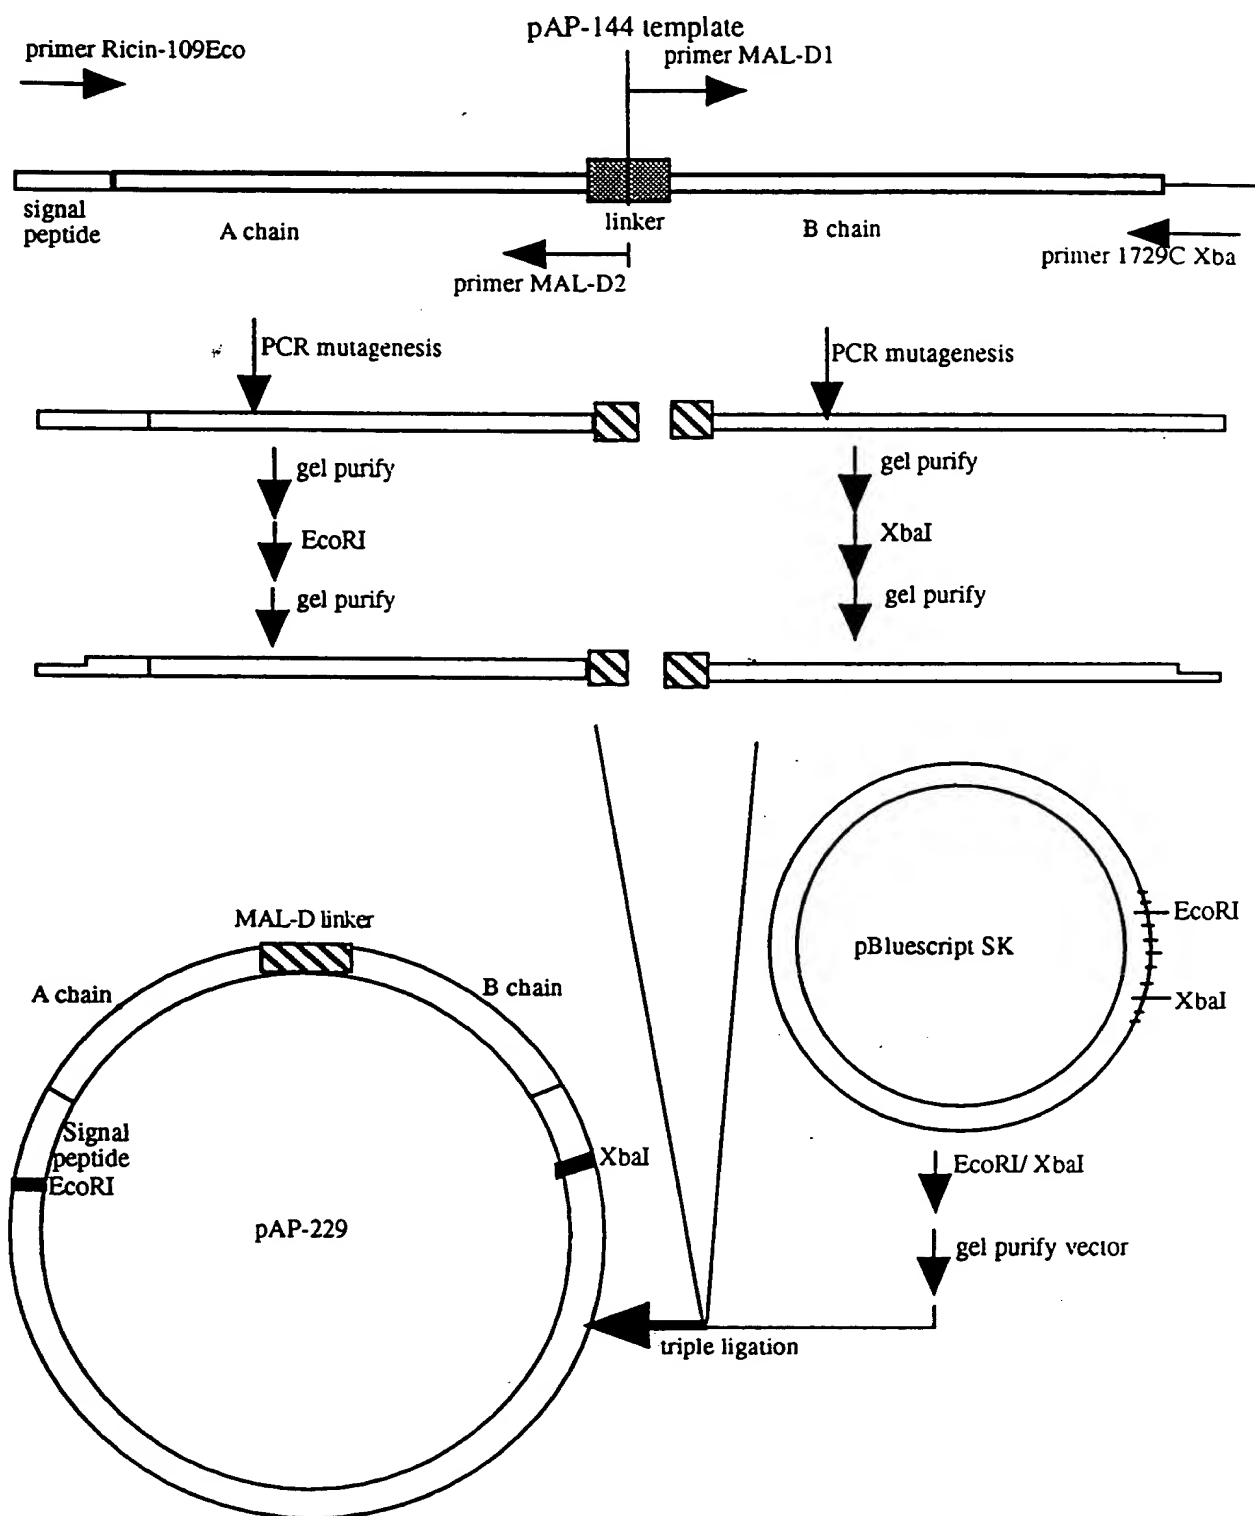 pAP-144 template
primer Ricin-109Eco
primer MAL-D1
signal
peptide
A chain
linker
B chain
primer MAL-D2
primer 1729C Xba
PCR mutagenesis
PCR mutagenesis
gel purify
gel purify
EcoRI
XbaI
gel purify
gel purify
MAL-D linker
A chain
B chain
pBluescript SK
EcoRI
XbaI
Signal
peptide
EcoRI
XbaI
pAP-229
EcoRI/ XbaI
gel purify vector
triple ligation